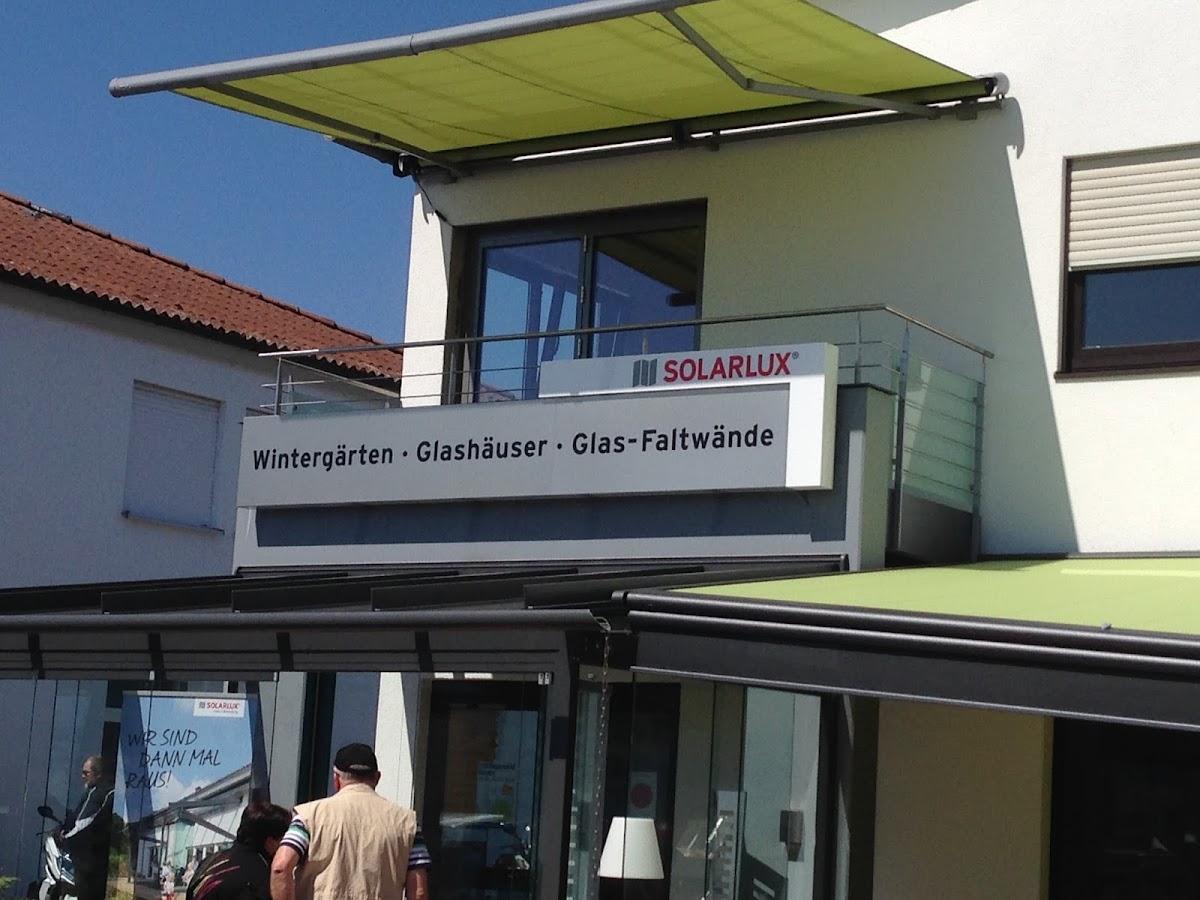 SOLARLUX®
Wintergärten · Glashäuser · Glas-Faltwände
SOLARLUX
WIR SIND
DANN MAL
RAUS!